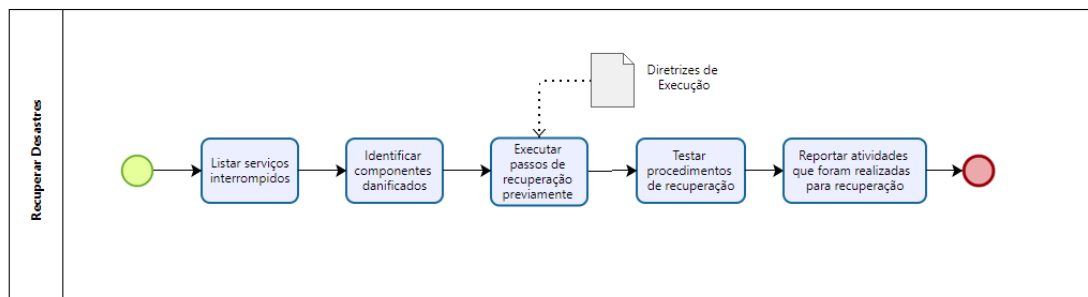 Recuperar Desastres
Diretrizes de
Execução
Listar serviços
interrompidos
Identificar
componentes
danificados
Executar
passos de
recuperação
previamente
Testar
procedimentos
de recuperação
Reportar atividades
que foram realizadas
para recuperação